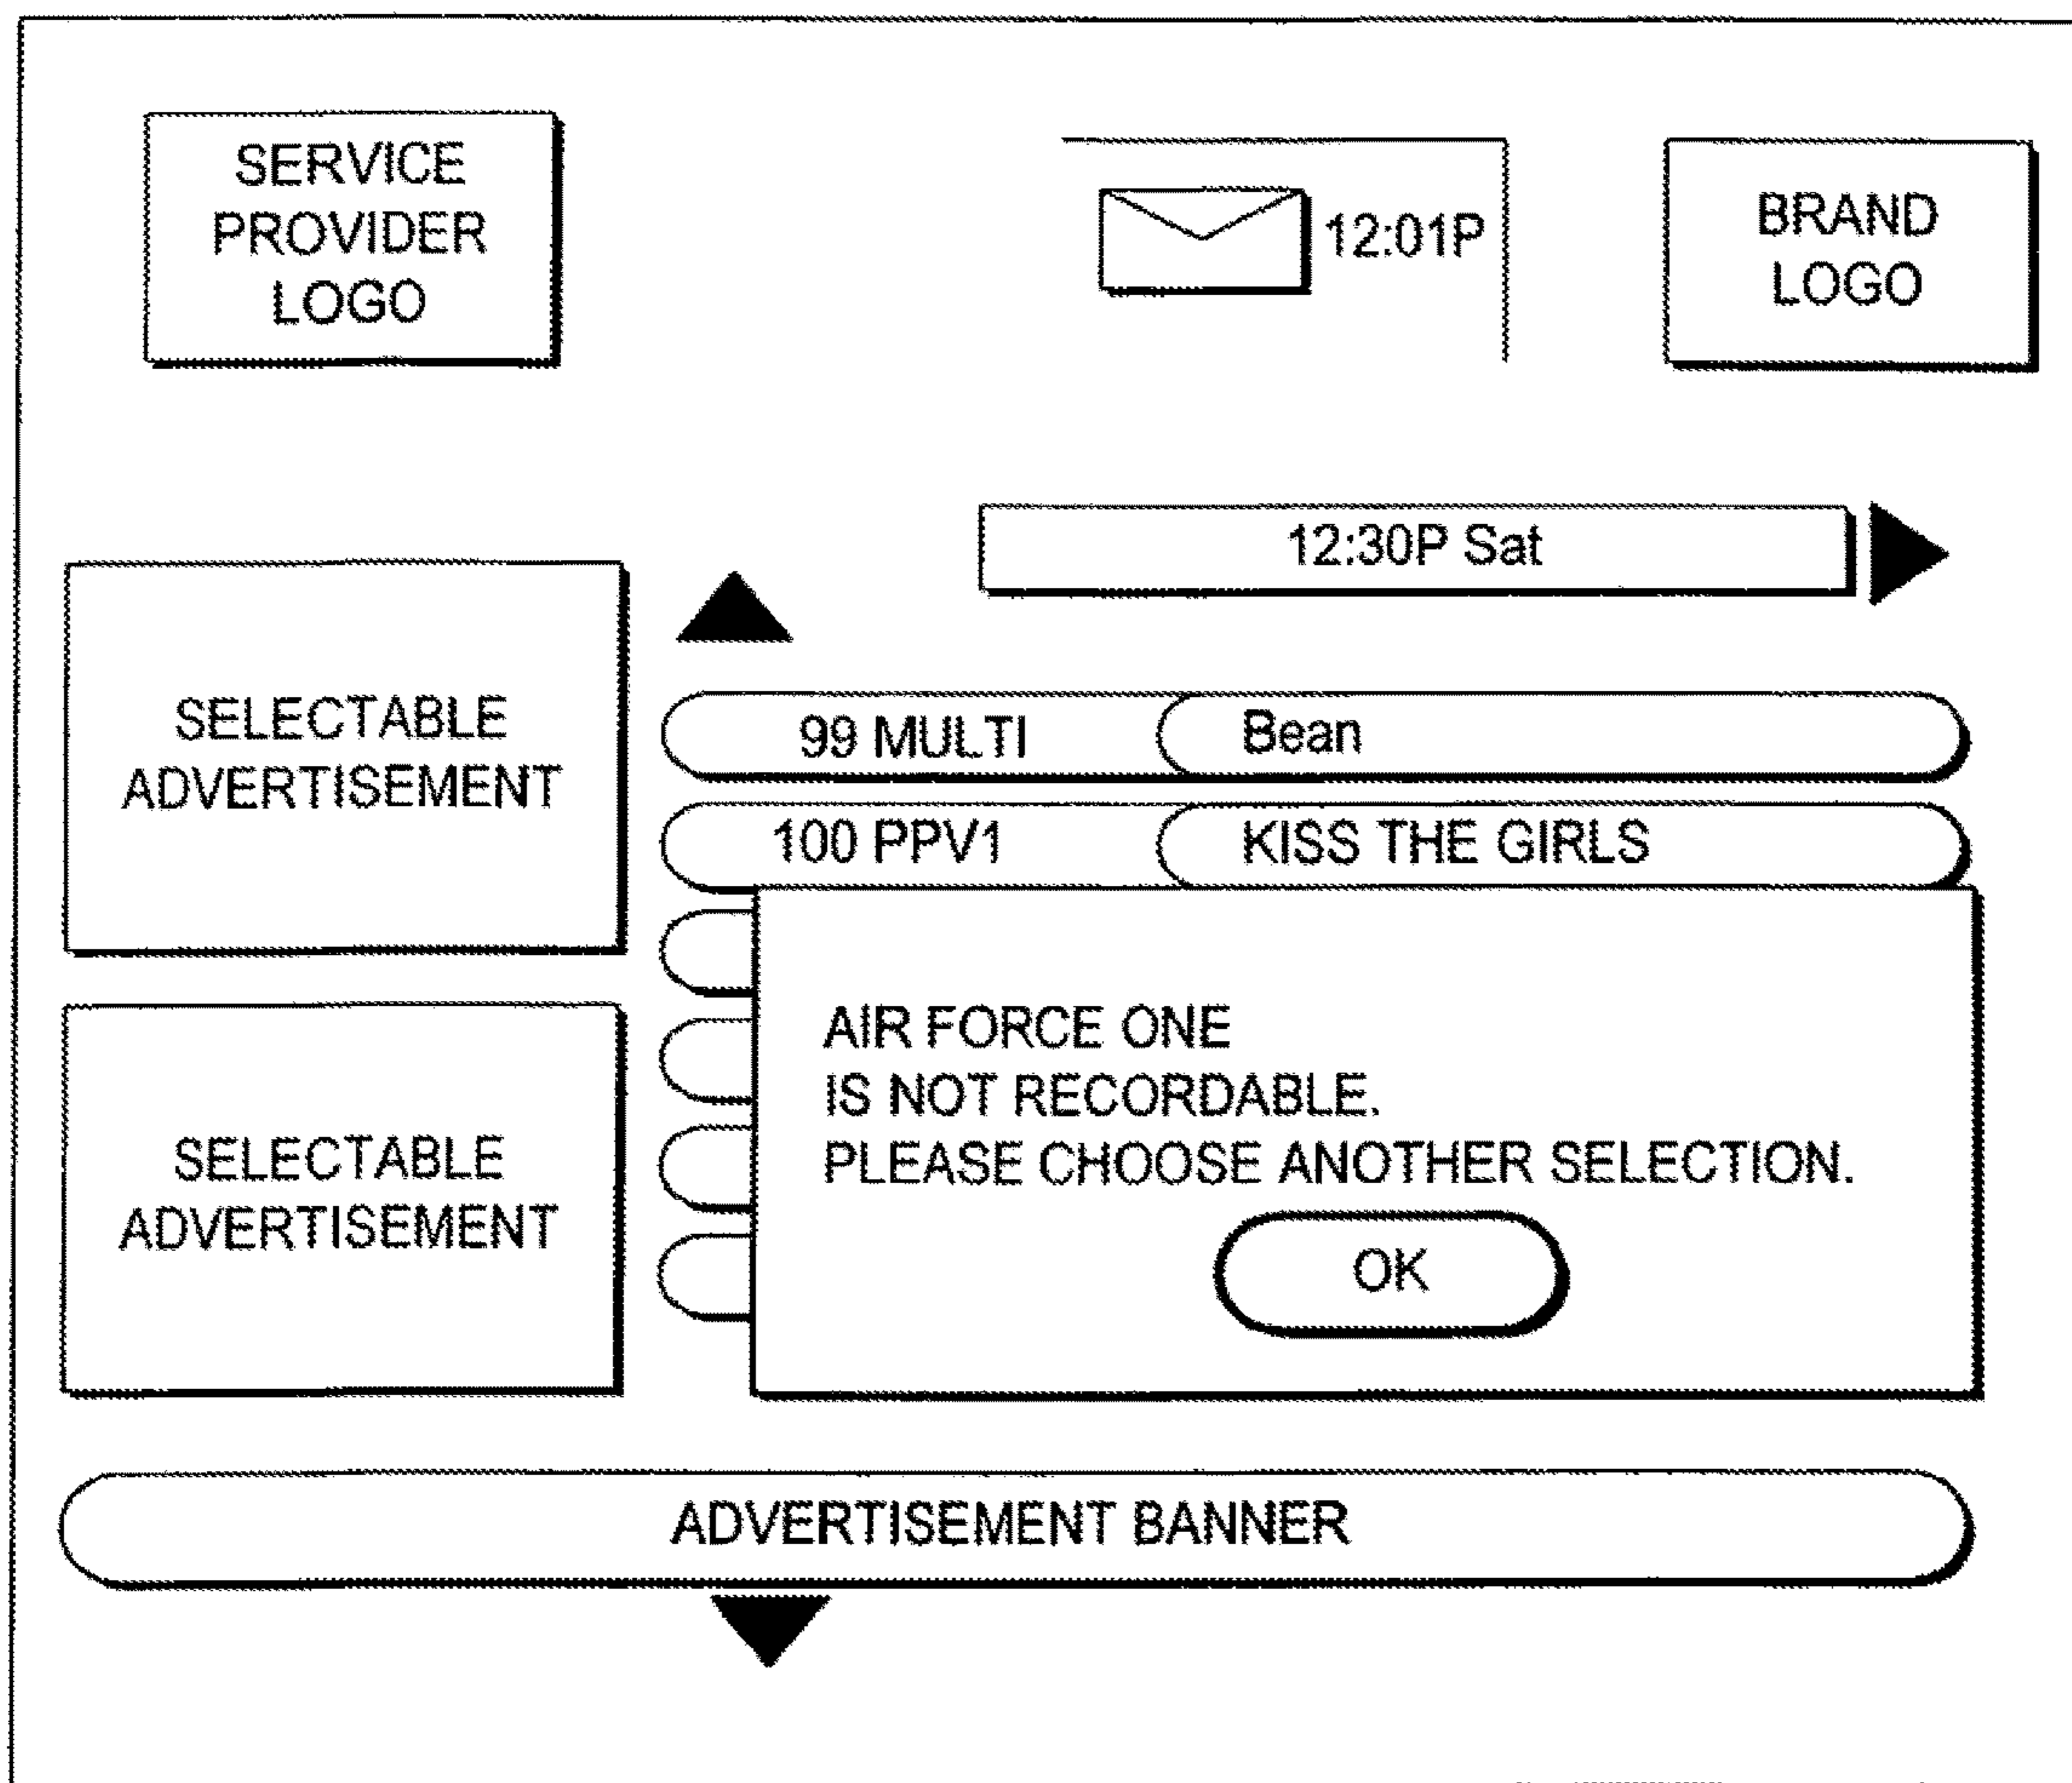 SERVICE
PROVIDER
LOGO
12:01P
BRAND
LOGO
12:30P Sat
SELECTABLE
ADVERTISEMENT
99 MULTI Bean
100 PPV1 KISS THE GIRLS
AIR FORCE ONE
IS NOT RECORDABLE.
PLEASE CHOOSE ANOTHER SELECTION.
OK
SELECTABLE
ADVERTISEMENT
ADVERTISEMENT BANNER